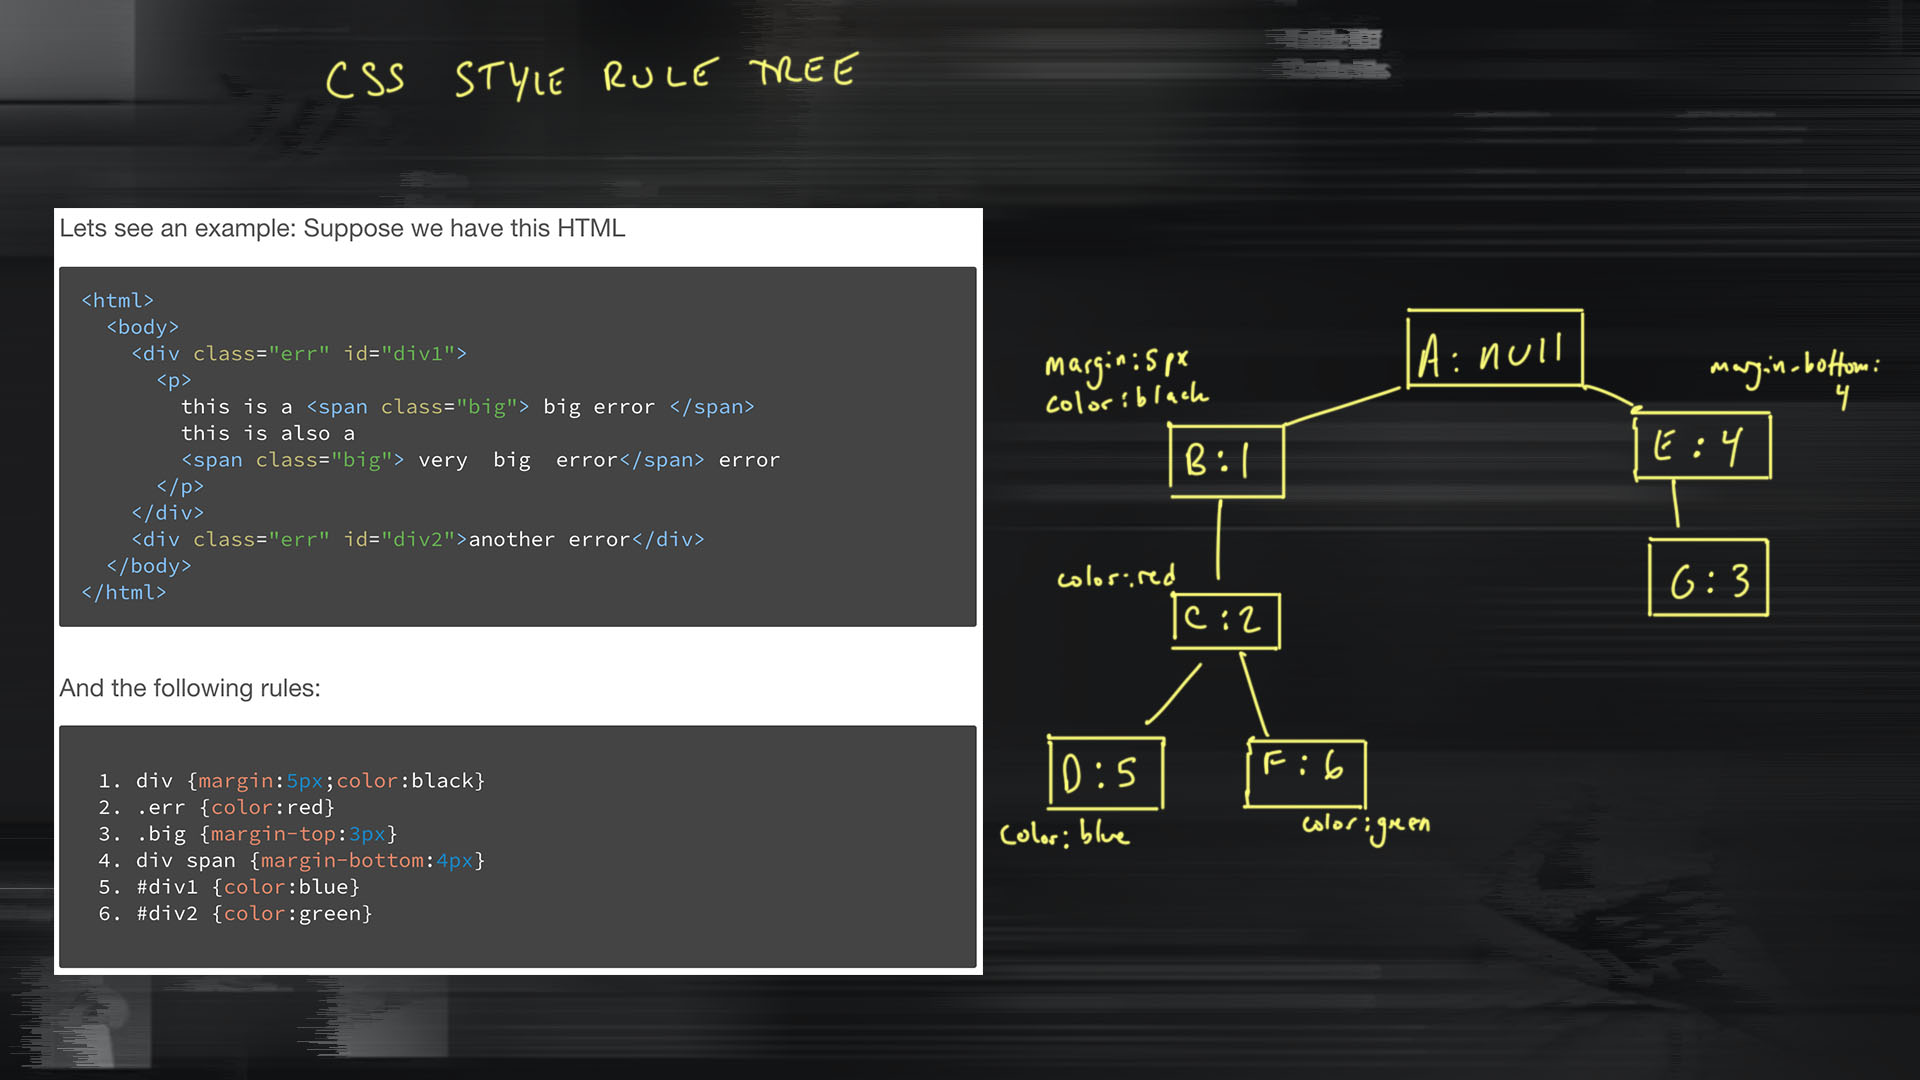 CSS STYLE RULE TREE
Lets see an example: Suppose we have this HTML
<html>
<body>
<div class="err" id="div1">
<p>
this is a <span class="big"> big error </span>
this is also a
<span class="big"> very  big  error</span> error
</p>
</div>
<div class="err" id="div2">another error</div>
</body>
</html>
And the following rules:
1. div {margin:5px;color:black}
2. .err {color:red}
3. .big {margin-top:3px}
4. div span {margin-bottom:4px}
5. #div1 {color:blue}
6. #div2 {color:green}
A: null
margin:5px
color:black
margin-bottom:
4
B:1
E:4
color:red
C:2
G:3
D:5
F:6
color:blue
color:green